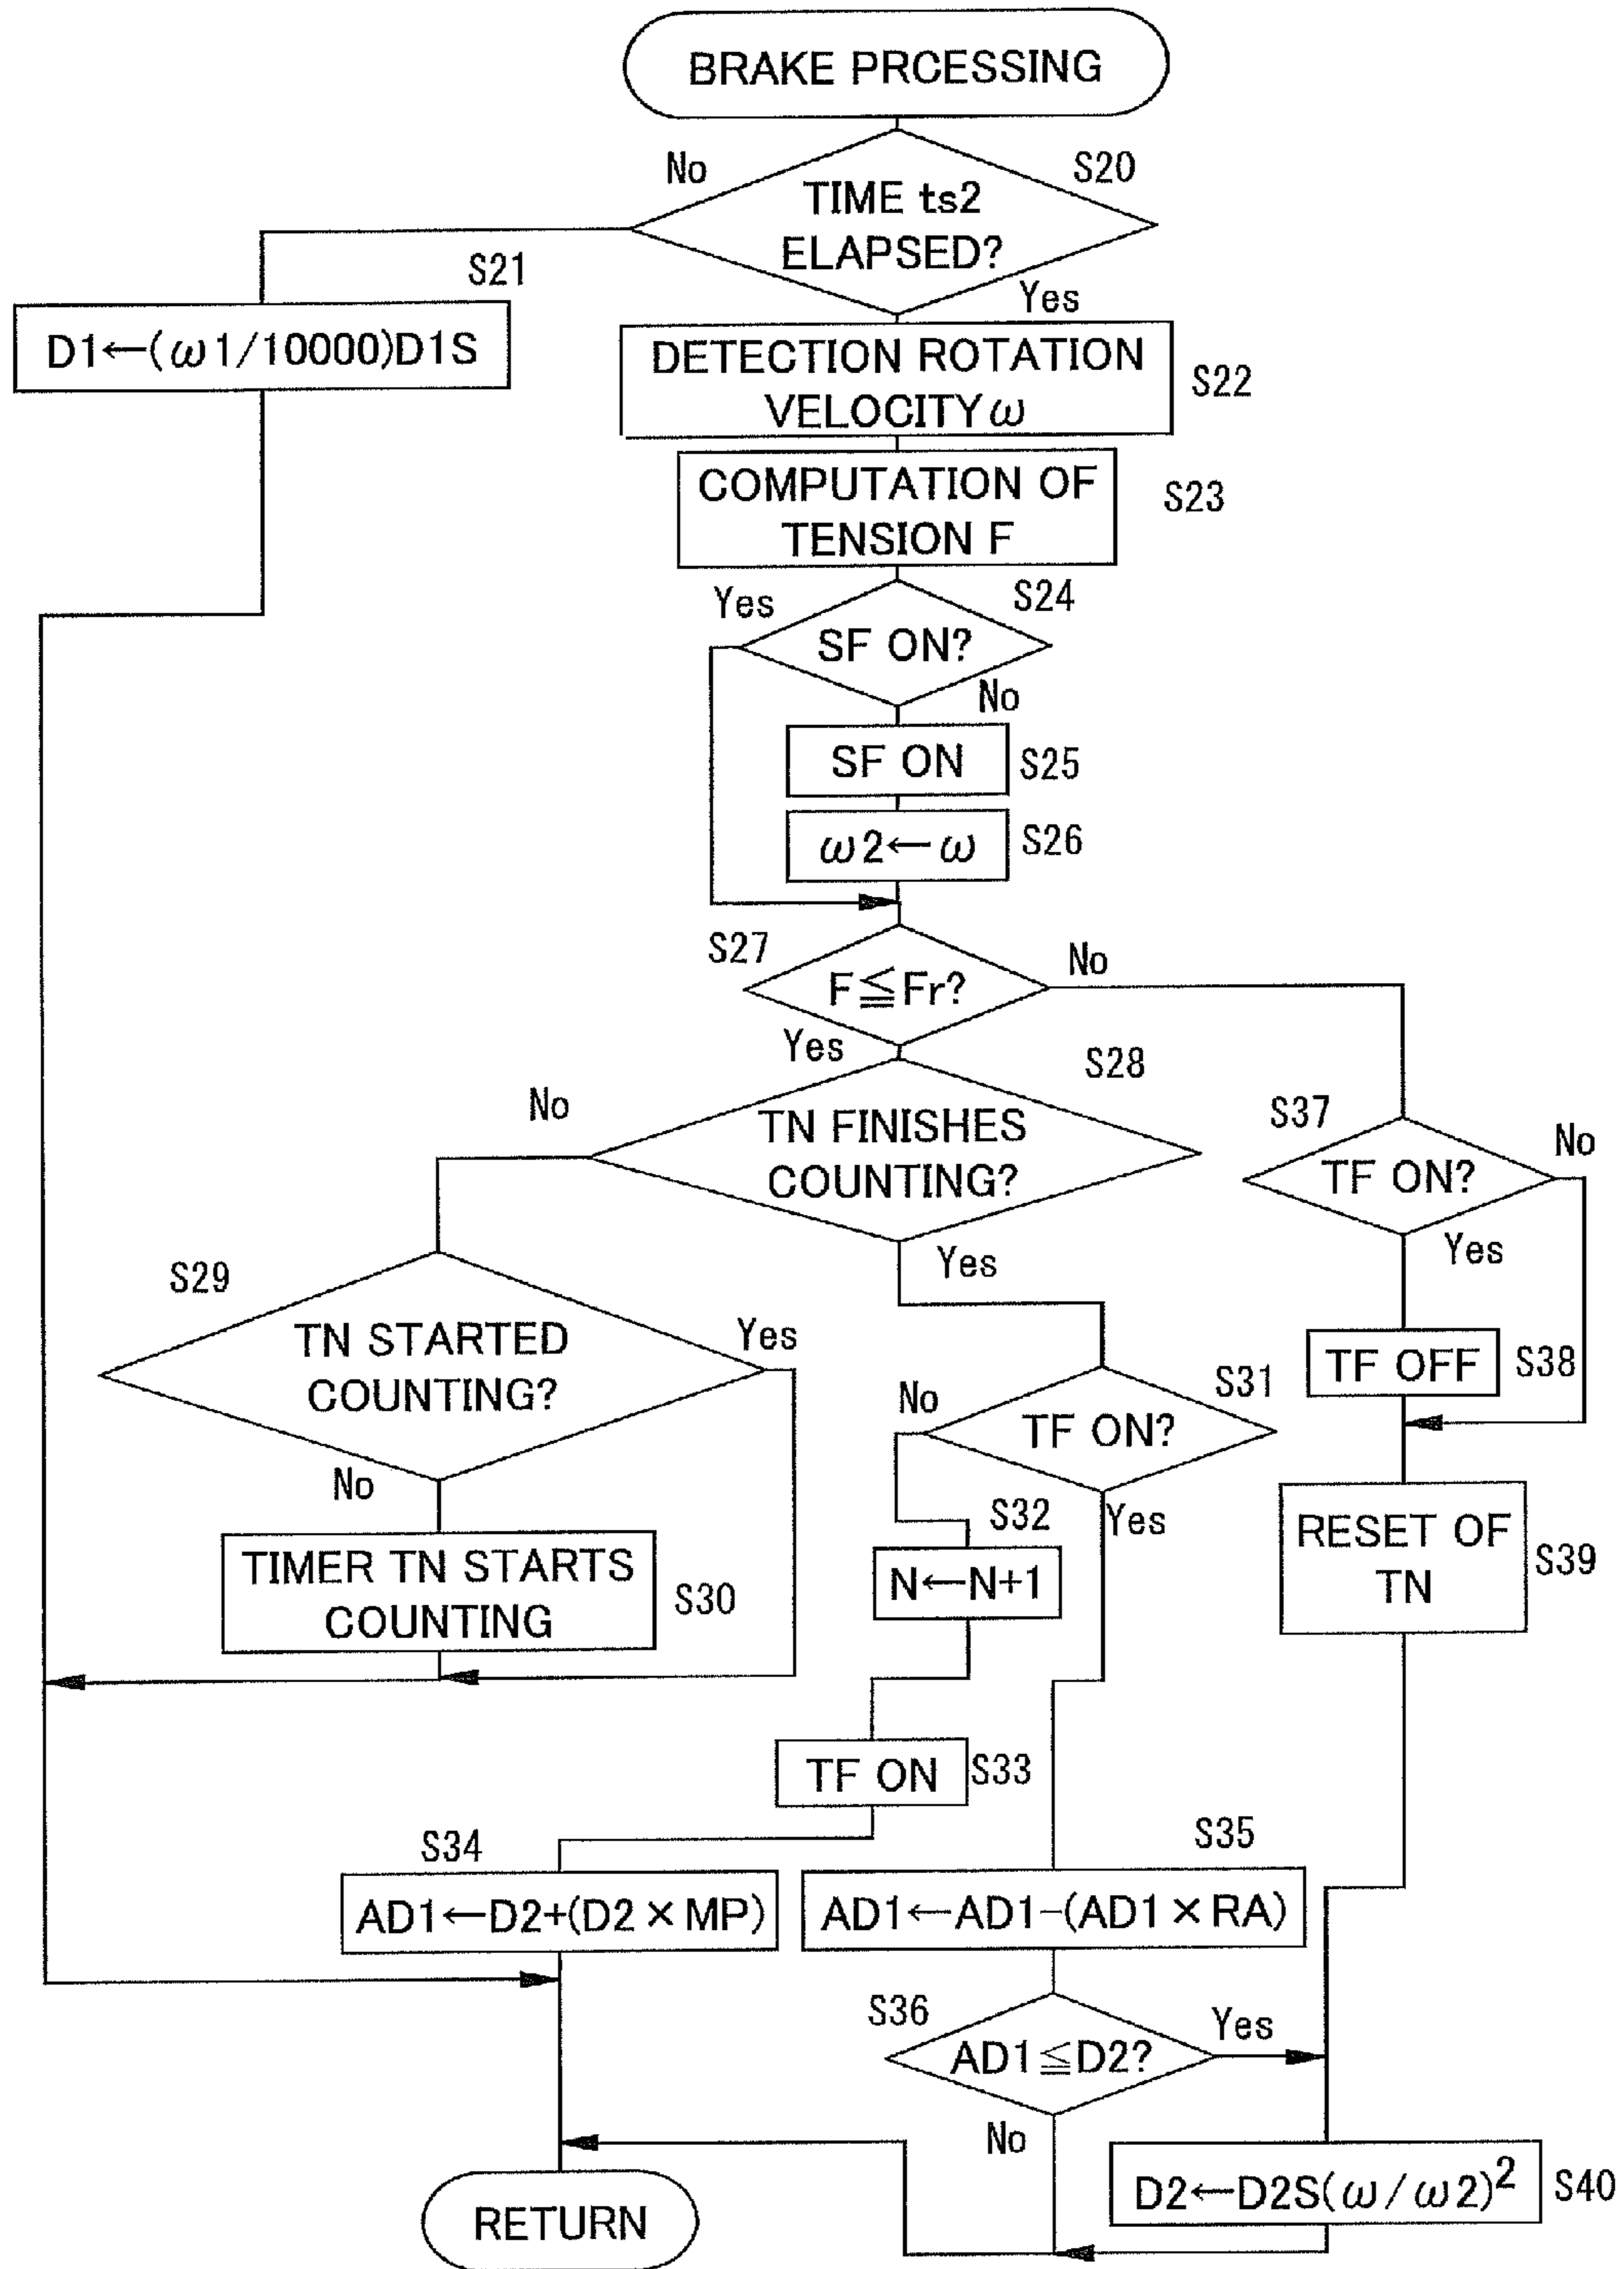 BRAKE PRCESSING
No
S20
TIME ts2
ELAPSED?
Yes
S21
D1←(ω1/10000)D1S
DETECTION ROTATION
VELOCITY ω
S22
COMPUTATION OF
TENSION F
S23
Yes
S24
SF ON?
No
SF ON
S25
ω2←ω
S26
S27
F≦Fr?
No
Yes
S28
No
TN FINISHES
COUNTING?
Yes
S37
No
TF ON?
Yes
S29
TN STARTED
COUNTING?
Yes
No
TF OFF
S38
S31
No
TF ON?
Yes
S32
N←N+1
RESET OF
TN
S39
TIMER TN STARTS
COUNTING
S30
TF ON
S33
S34
AD1←D2+(D2×MP)
S35
AD1←AD1-(AD1×RA)
S36
Yes
AD1≦D2?
No
D2←D2S(ω/ω2)²
S40
RETURN